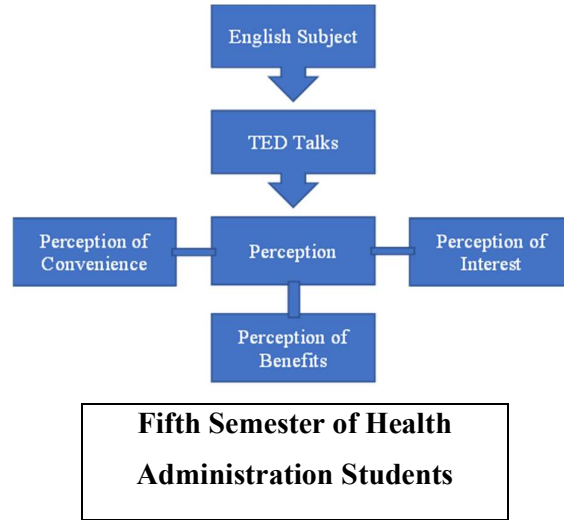 English Subject
TED Talks
Perception of
Convenience
Perception
Perception of
Interest
Perception of
Benefits
Fifth Semester of Health
Administration Students